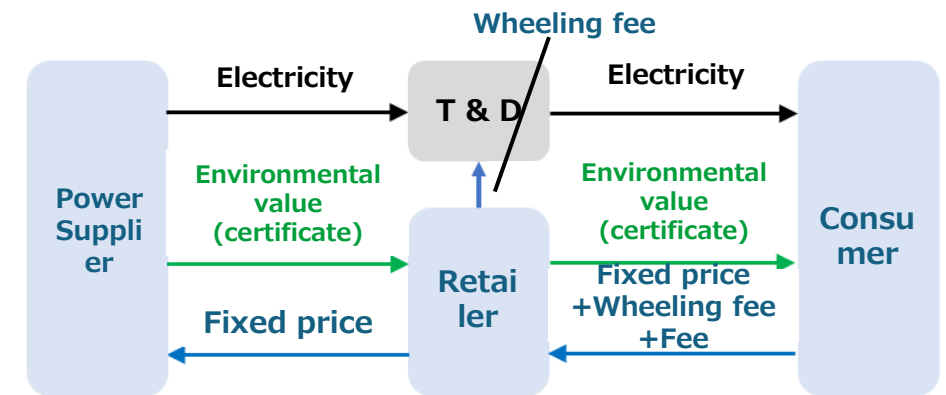 Wheeling fee
Electricity
T & D
Electricity
Environmental
value
(certificate)
Environmental
value
(certificate)
Power
Suppli
er
Retai
ler
Consu
mer
Fixed price
Fixed price
+Wheeling fee
+Fee